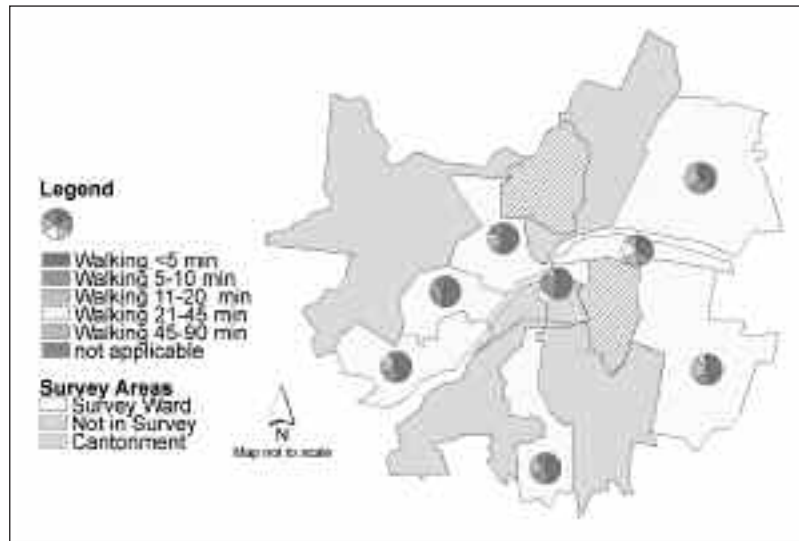 Legend
Walking <5 min
Walking 5-10 min
Walking 11-20 min
Walking 21-45 min
Walking 45-90 min
not applicable
Survey Areas
Survey Ward
Not in Survey
Cantonment
N
Map not to scale